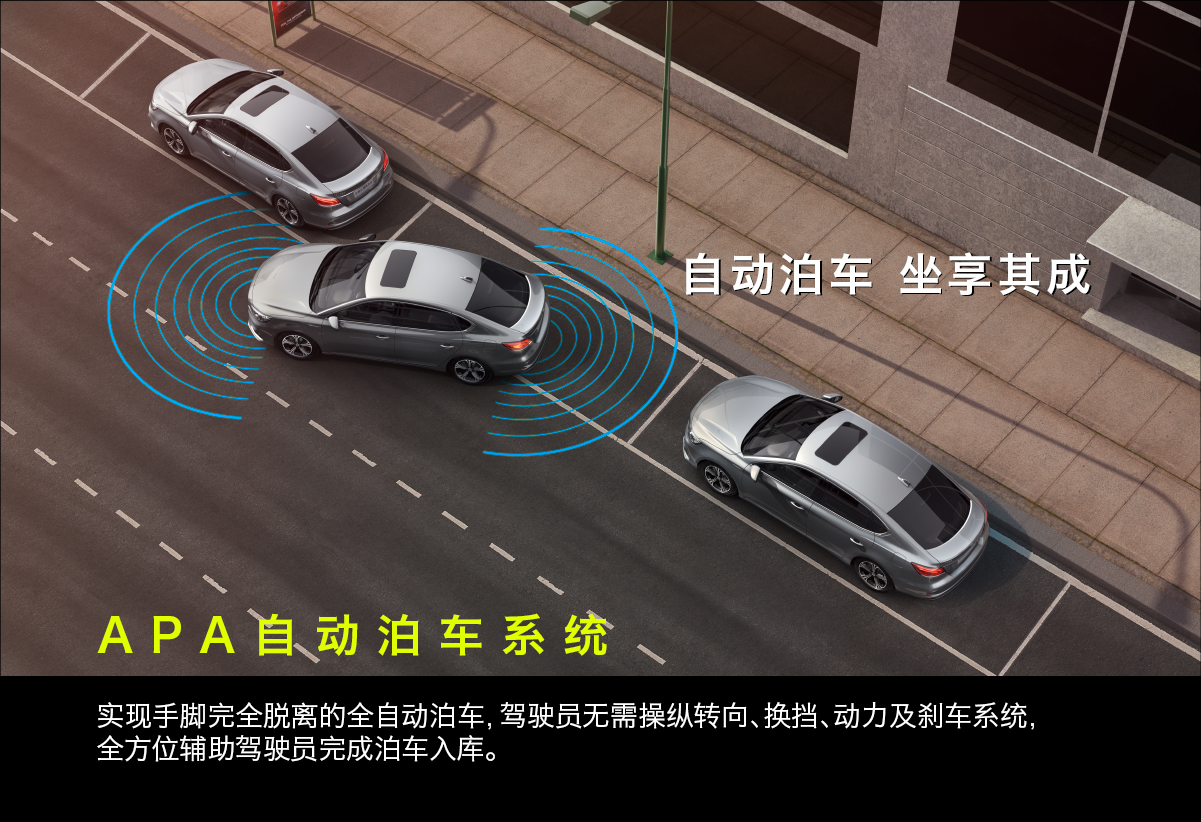 自动泊车 坐享其成
APA自动泊车系统
实现手脚完全脱离的全自动泊车,驾驶员无需操纵转向、换挡、动力及刹车系统,
全方位辅助驾驶员完成泊车入库。